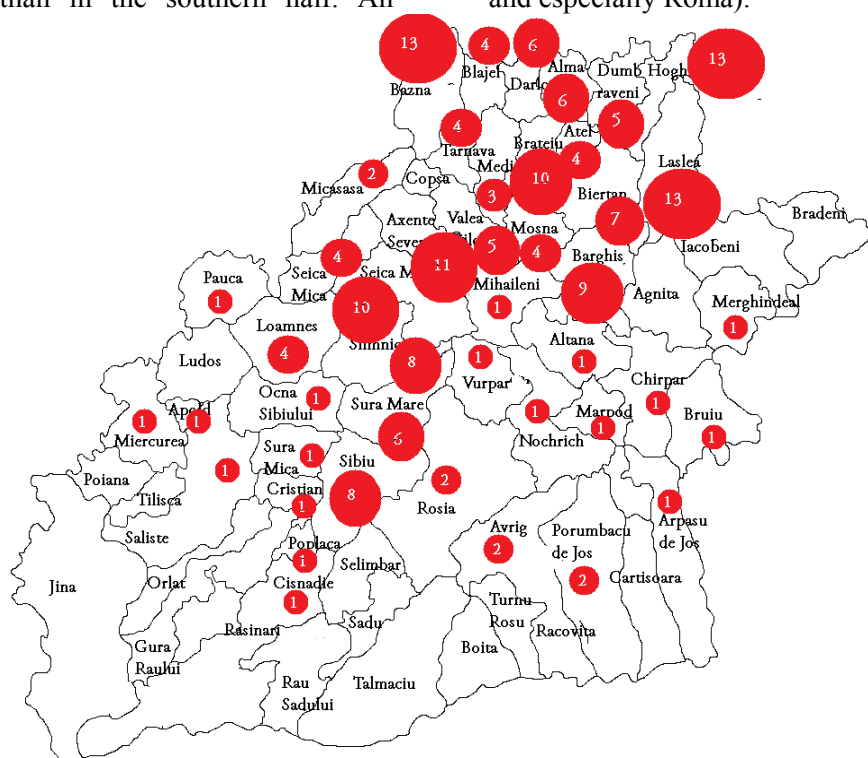 than in the southern half. An
and especially Roma).
13
4
6
13
Blajel
Alma
Dumb
Hogh
Bazna
Darlo
raveni
6
5
4
Tarnava
Brateiu
Atel
4
Medi
Laslea
2
Copsa
10
Micasasa
3
Biertan
13
7
Axente
Sever
Valea
Mosna
Bradeni
5
4
Iacobeni
4
Seica
Mica
Seica M
11
Barghis
Pauca
Mihaileni
9
Agnita
Merghindeal
1
10
1
1
Loamnes
Altana
4
8
1
1
Ludos
Vurpar
Chirpar
Ocna
Sibiului
1
Sura Mare
1
1
Marpod
1
Bruiu
1
Apold
1
Miercurea
6
Nochrich
1
Sura
Mica
1
Sibiu
1
Poiana
Tilisca
Cristian
1
8
2
Rosia
1
Arpasu
de Jos
Saliste
Avrig
Porumbacu
de Jos
Poplaca
1
2
Selimbar
Jina
Orlat
Cisnadie
1
2
Cartisoara
Turnu
Rosu
Sadu
Rasinari
Racovita
Gura
Raului
Boita
Rau
Sadului
Talmaciu